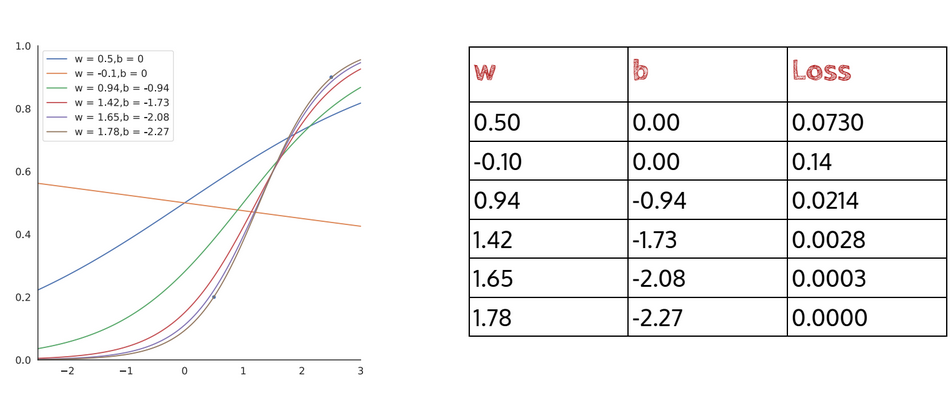 1.0
0.8
0.6
0.4
0.2
0.0
−2
−1
0
1
2
3
w = 0.5,b = 0
w = -0.1,b = 0
w = 0.94,b = -0.94
w = 1.42,b = -1.73
w = 1.65,b = -2.08
w = 1.78,b = -2.27
w b Loss
0.50 0.00 0.0730
-0.10 0.00 0.14
0.94 -0.94 0.0214
1.42 -1.73 0.0028
1.65 -2.08 0.0003
1.78 -2.27 0.0000